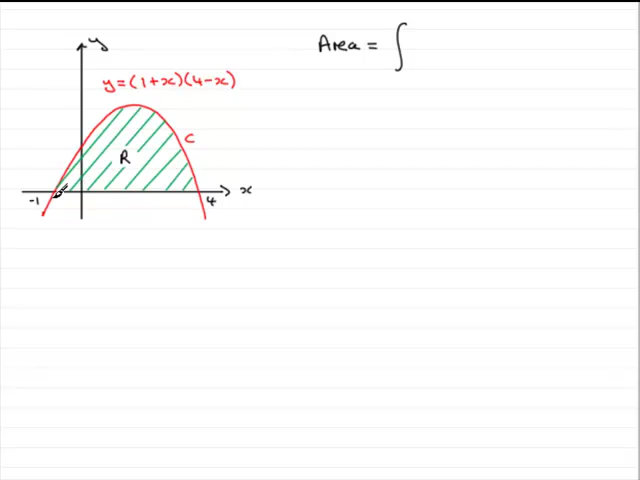 y
Area = ∫
y=(1+x)(4-x)
C
R
-1
4
x